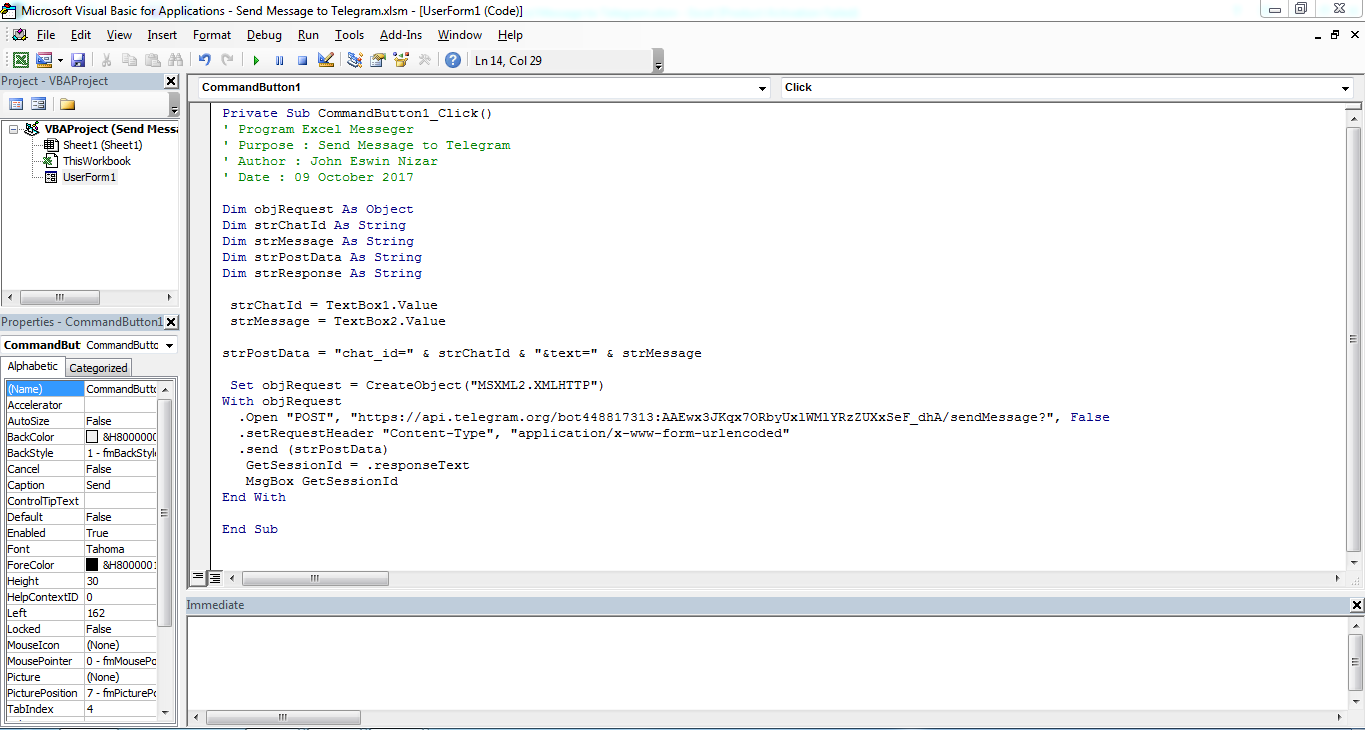 Microsoft Visual Basic for Applications - Send Message to Telegram.xlsm - [UserForm1 (Code)]
File Edit View Insert Format Debug Run Tools Add-Ins Window Help
Ln 14, Col 29
Project - VBAProject
VBAProject (Send Messa
Sheet1 (Sheet1)
ThisWorkbook
UserForm1
Properties - CommandButton1
CommandBut CommandButto
Alphabetic Categorized
(Name) CommandButto
Accelerator
AutoSize False
BackColor &H8000000
BackStyle 1 - fmBackStyle
Cancel False
Caption Send
ControlTipText
Default False
Enabled True
Font Tahoma
ForeColor &H8000001
Height 30
HelpContextID 0
Left 162
Locked False
MouseIcon (None)
MousePointer 0 - fmMousePo
Picture (None)
PicturePosition 7 - fmPicturePo
TabIndex 4
CommandButton1 Click
Private Sub CommandButton1_Click()
' Program Excel Messeger
' Purpose : Send Message to Telegram
' Author : John Eswin Nizar
' Date : 09 October 2017
Dim objRequest As Object
Dim strChatId As String
Dim strMessage As String
Dim strPostData As String
Dim strResponse As String
strChatId = TextBox1.Value
strMessage = TextBox2.Value
strPostData = "chat_id=" & strChatId & "&text=" & strMessage
Set objRequest = CreateObject("MSXML2.XMLHTTP")
With objRequest
.Open "POST", "https://api.telegram.org/bot448817313:AAEwx3JKqx7ORbyUxlWMlYRzZUXxSeF_dhA/sendMessage?", False
.setRequestHeader "Content-Type", "application/x-www-form-urlencoded"
.send (strPostData)
GetSessionId = .responseText
MsgBox GetSessionId
End With
End Sub
Immediate